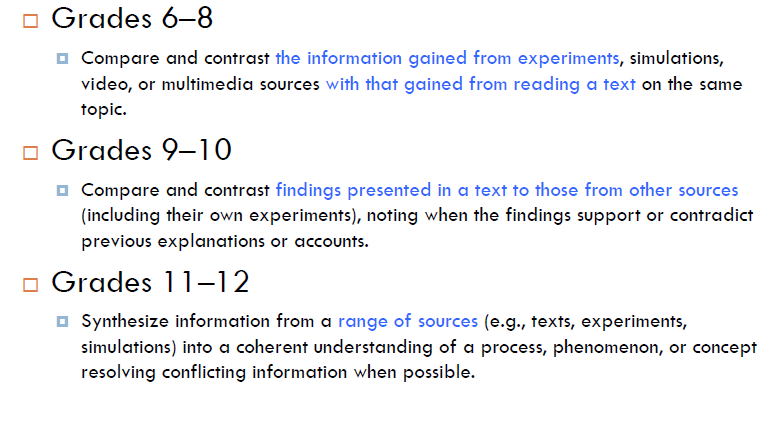 Grades 6–8
Compare and contrast the information gained from experiments, simulations,
video, or multimedia sources with that gained from reading a text on the same
topic.
Grades 9–10
Compare and contrast findings presented in a text to those from other sources
(including their own experiments), noting when the findings support or contradict
previous explanations or accounts.
Grades 11–12
Synthesize information from a range of sources (e.g., texts, experiments,
simulations) into a coherent understanding of a process, phenomenon, or concept
resolving conflicting information when possible.